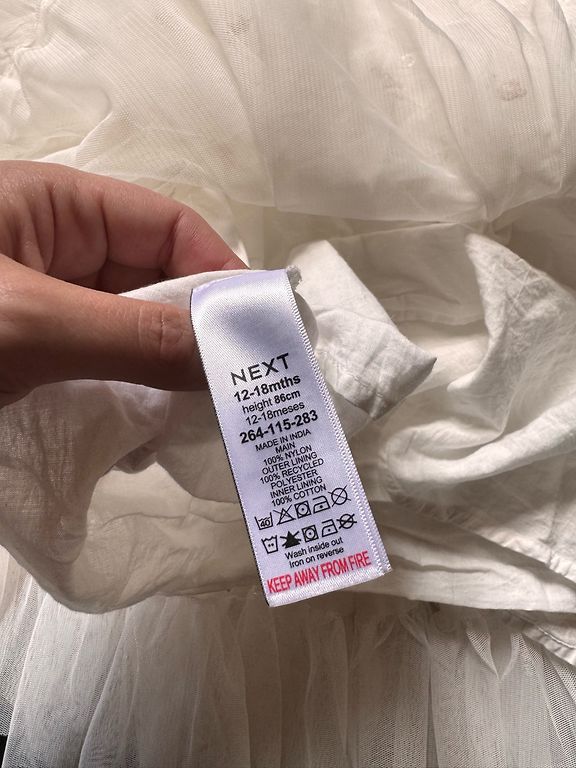 NEXT
12-18mths
height 86cm
12-18meses
264-115-283
MADE IN INDIA
MAIN
100% NYLON
OUTER LINING
100% RECYCLED
POLYESTER
INNER LINING
100% COTTON
40
Wash inside out
Iron on reverse
KEEP AWAY FROM FIRE